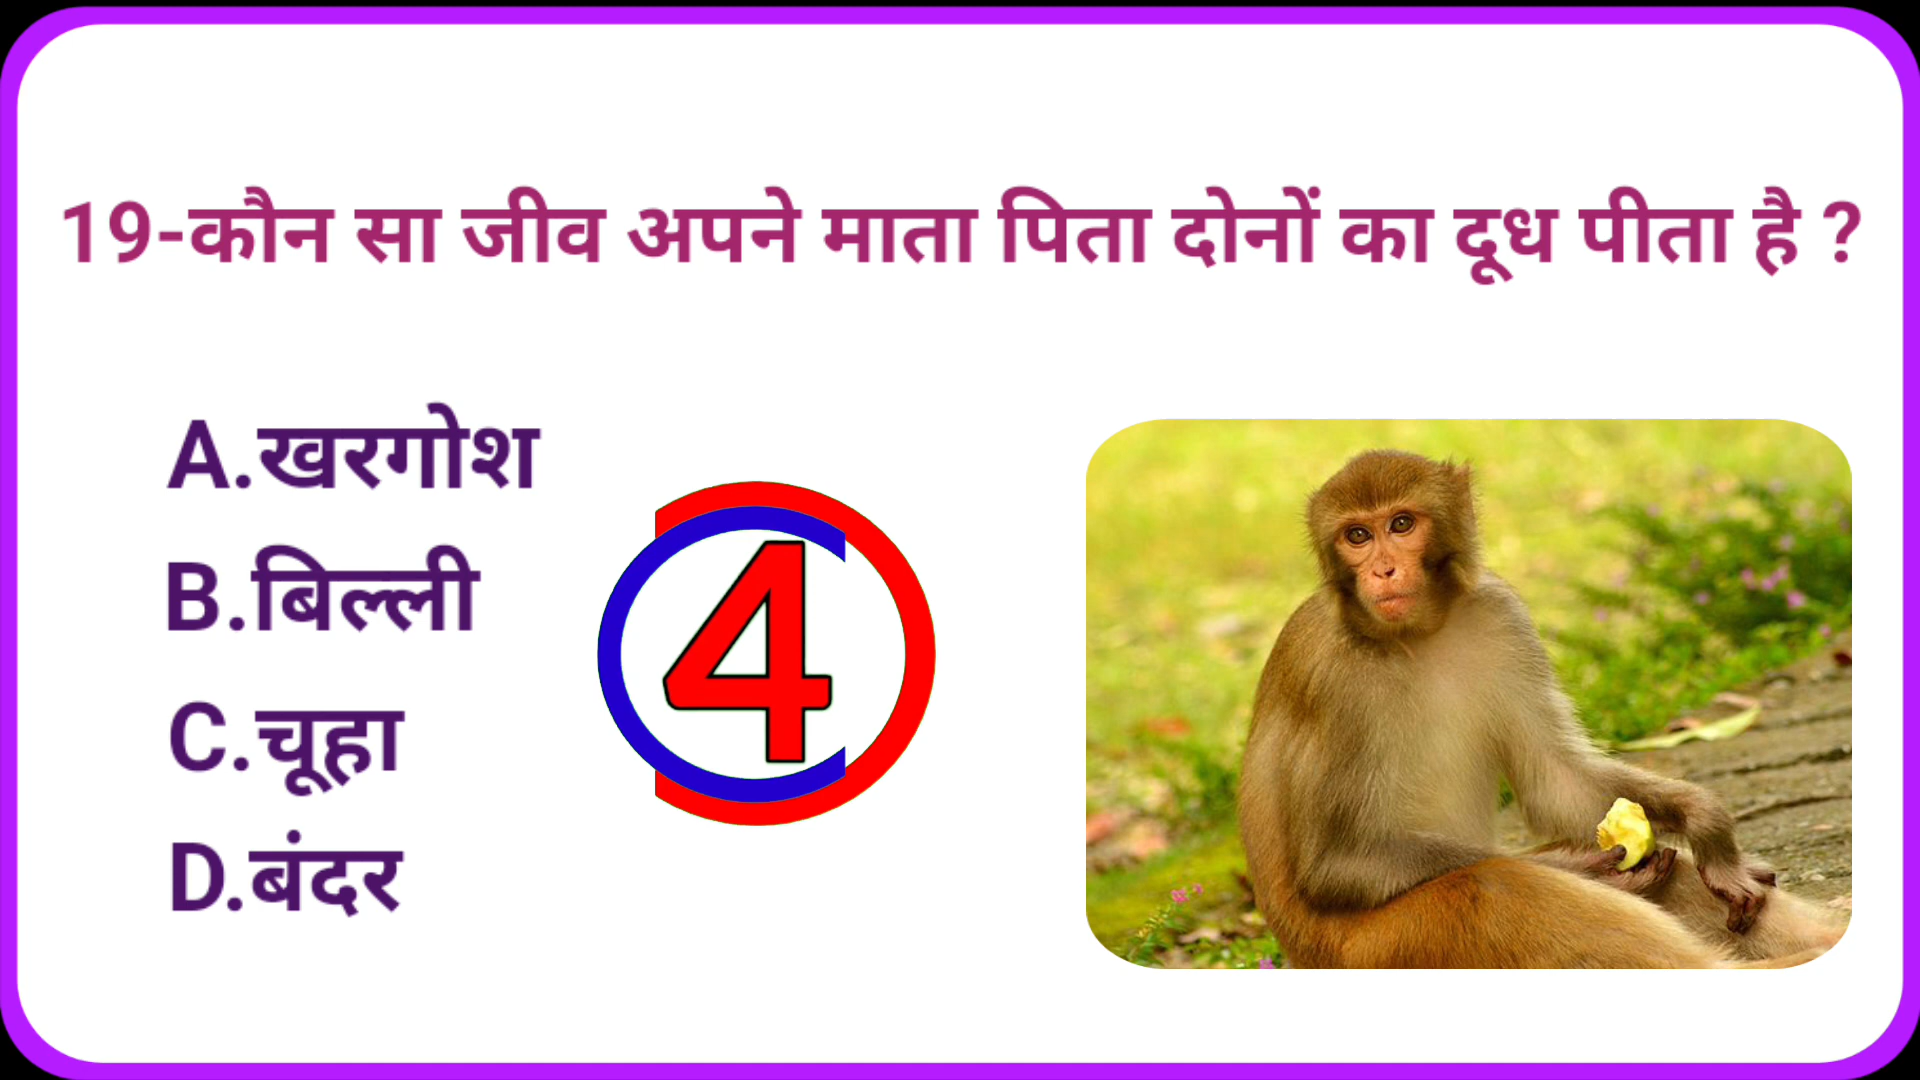 19-कौन सा जीव अपने माता पिता दोनों का दूध पीता है ?
A.खरगोश
B.बिल्ली
4
C.चूहा
D.बंदर